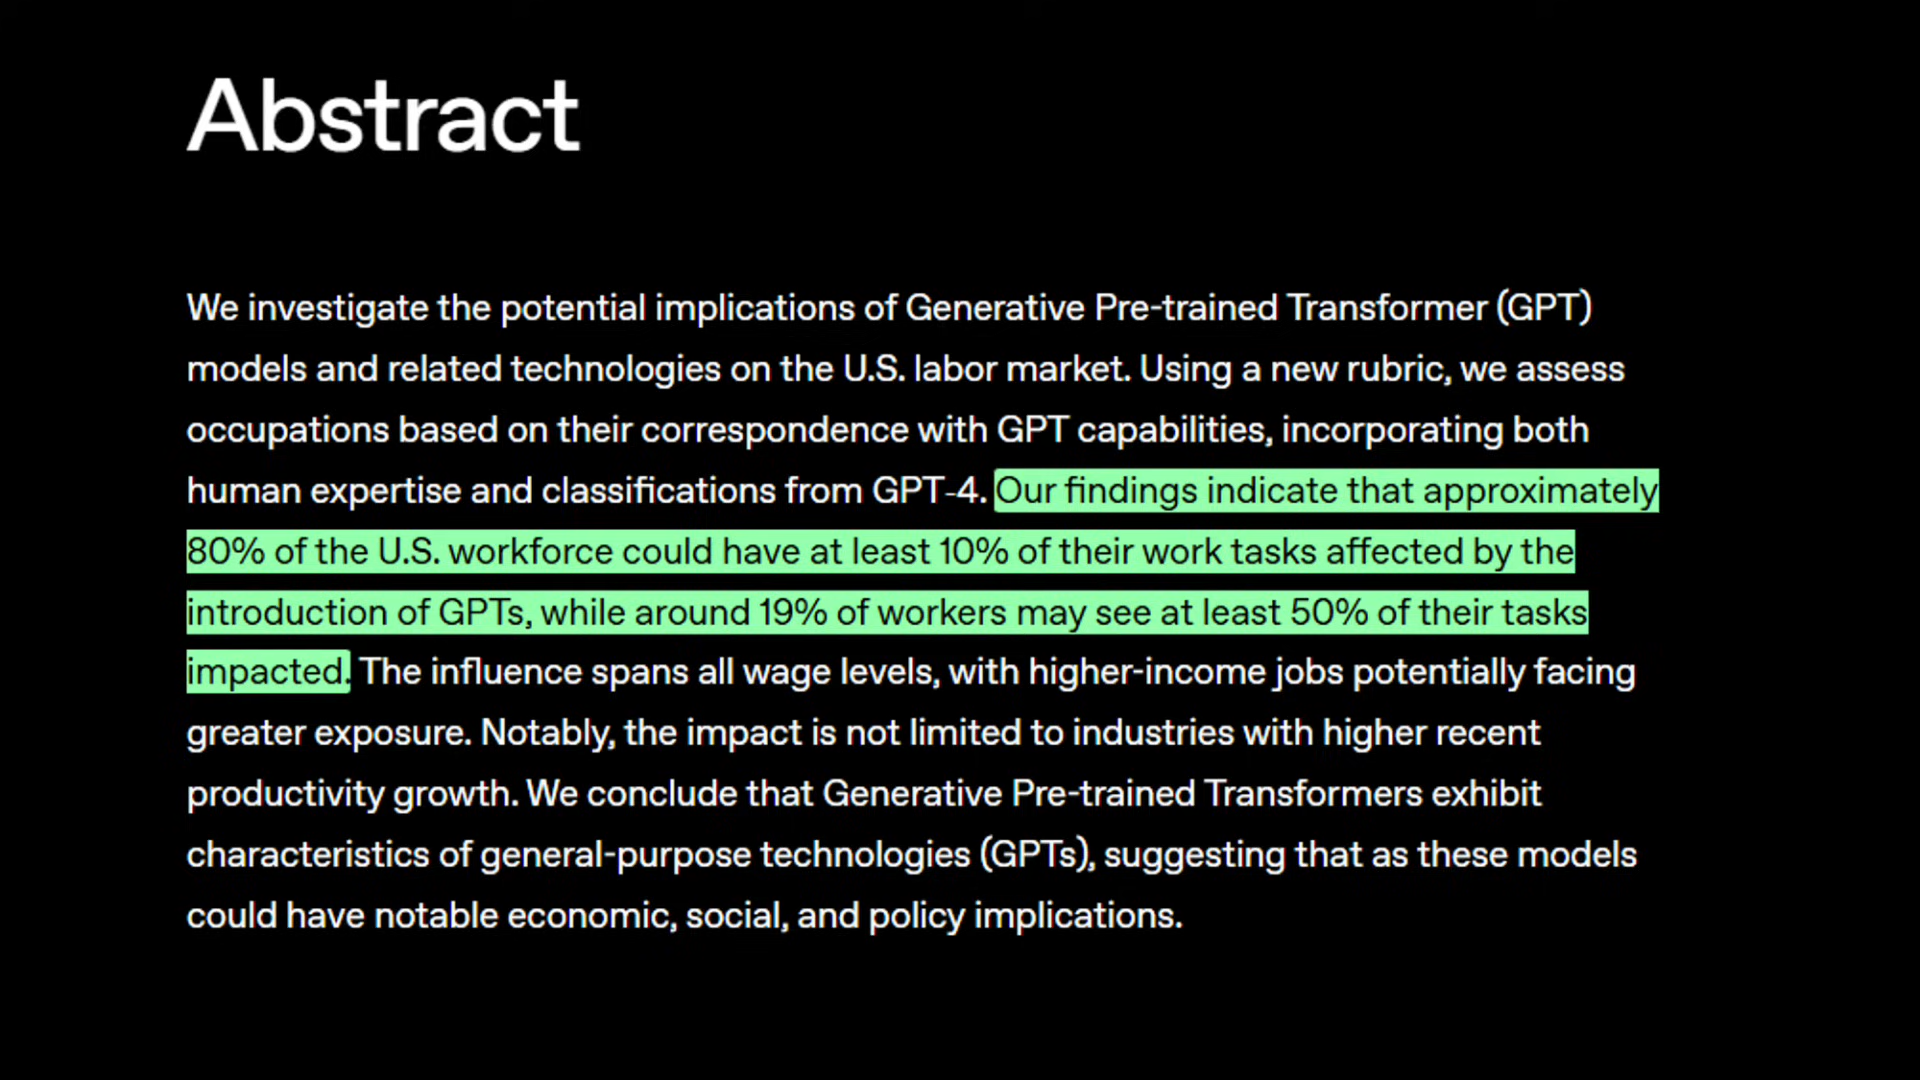 Abstract
We investigate the potential implications of Generative Pre-trained Transformer (GPT)
models and related technologies on the U.S. labor market. Using a new rubric, we assess
occupations based on their correspondence with GPT capabilities, incorporating both
human expertise and classifications from GPT-4. Our findings indicate that approximately
80% of the U.S. workforce could have at least 10% of their work tasks affected by the
introduction of GPTs, while around 19% of workers may see at least 50% of their tasks
impacted. The influence spans all wage levels, with higher-income jobs potentially facing
greater exposure. Notably, the impact is not limited to industries with higher recent
productivity growth. We conclude that Generative Pre-trained Transformers exhibit
characteristics of general-purpose technologies (GPTs), suggesting that as these models
could have notable economic, social, and policy implications.